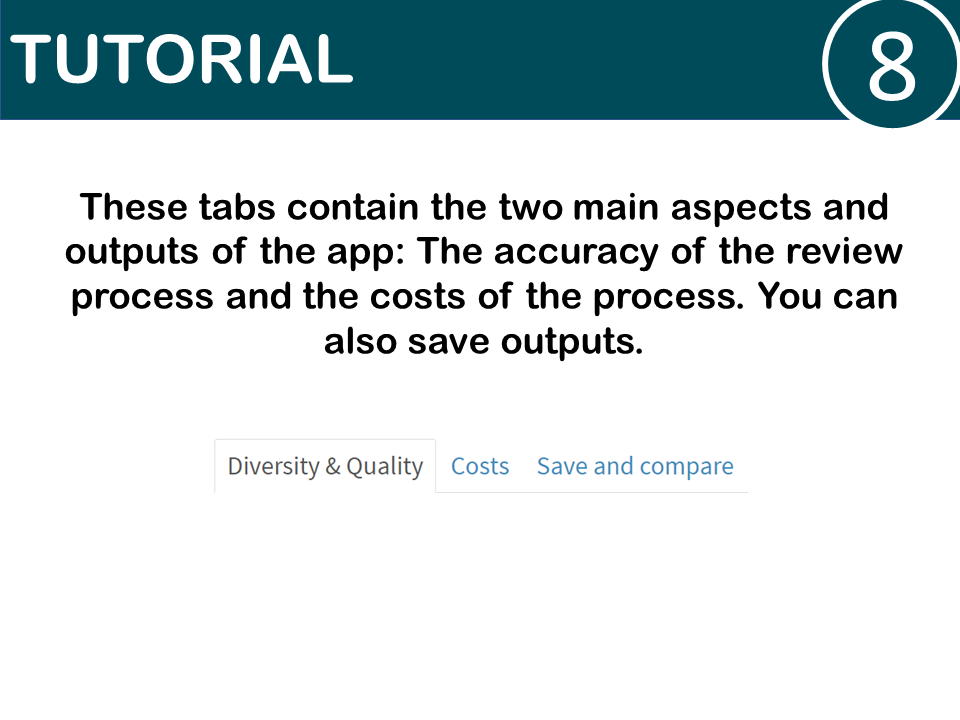 TUTORIAL
8
These tabs contain the two main aspects and
outputs of the app: The accuracy of the review
process and the costs of the process. You can
also save outputs.
Diversity & Quality Costs Save and compare